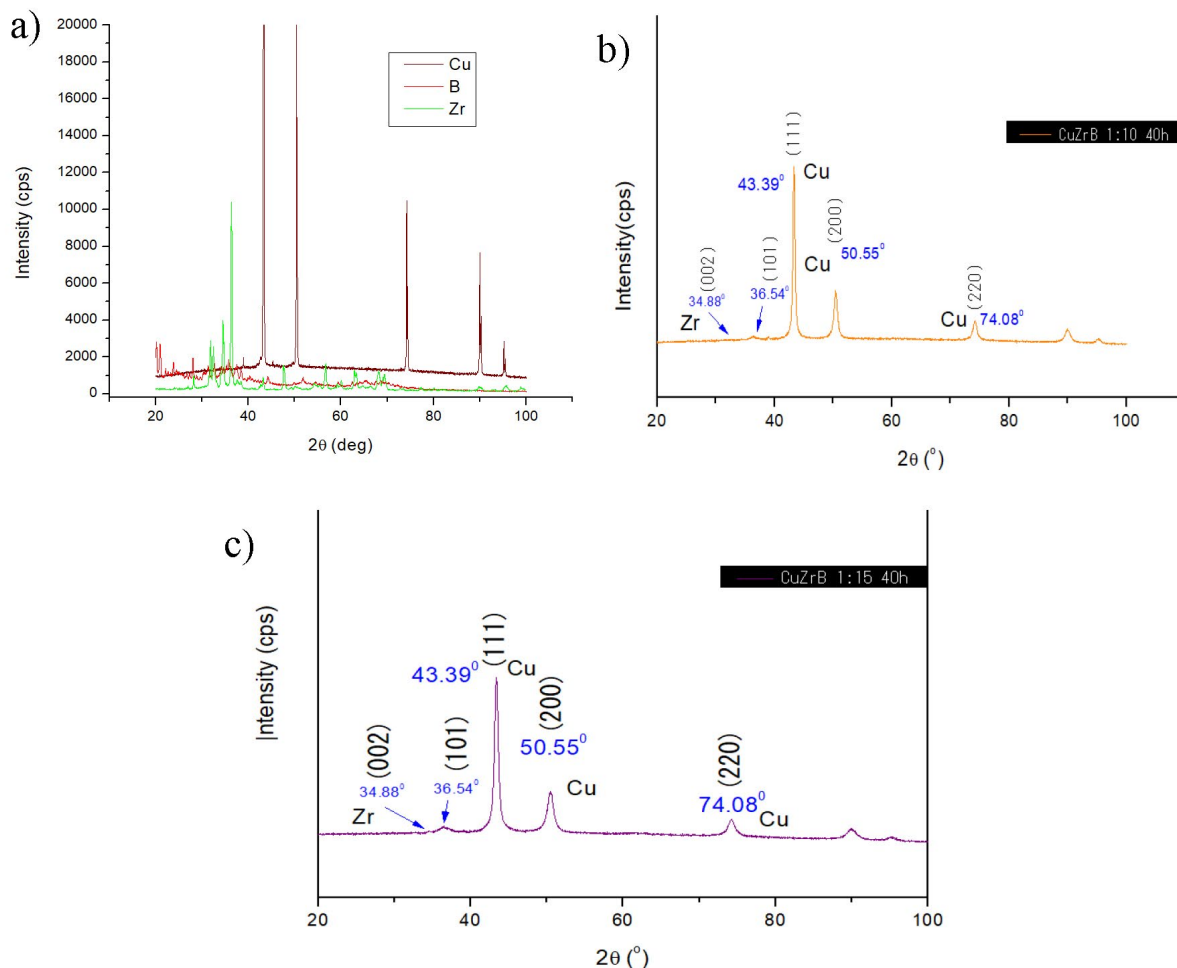 a)
20000
18000
16000
14000
12000
10000
8000
6000
4000
2000
0
Intensity (cps)
Cu
B
Zr
20
40
60
80
100
2θ (deg)
b)
CuZrB 1:10 40h
Intensity(cps)
(111)
Cu
43.39⁰
(200)
50.55⁰
Cu
(002)
34.88⁰
Zr
(101)
36.54⁰
(220)
Cu 74.08⁰
20
40
60
80
100
2θ (°)
c)
CuZrB 1:15 40h
Intensity (cps)
(111)
Cu
43.39⁰
(200)
50.55⁰
Cu
(002)
34.88⁰
Zr
(101)
36.54⁰
(220)
74.08⁰
Cu
20
40
60
80
100
2θ (°)